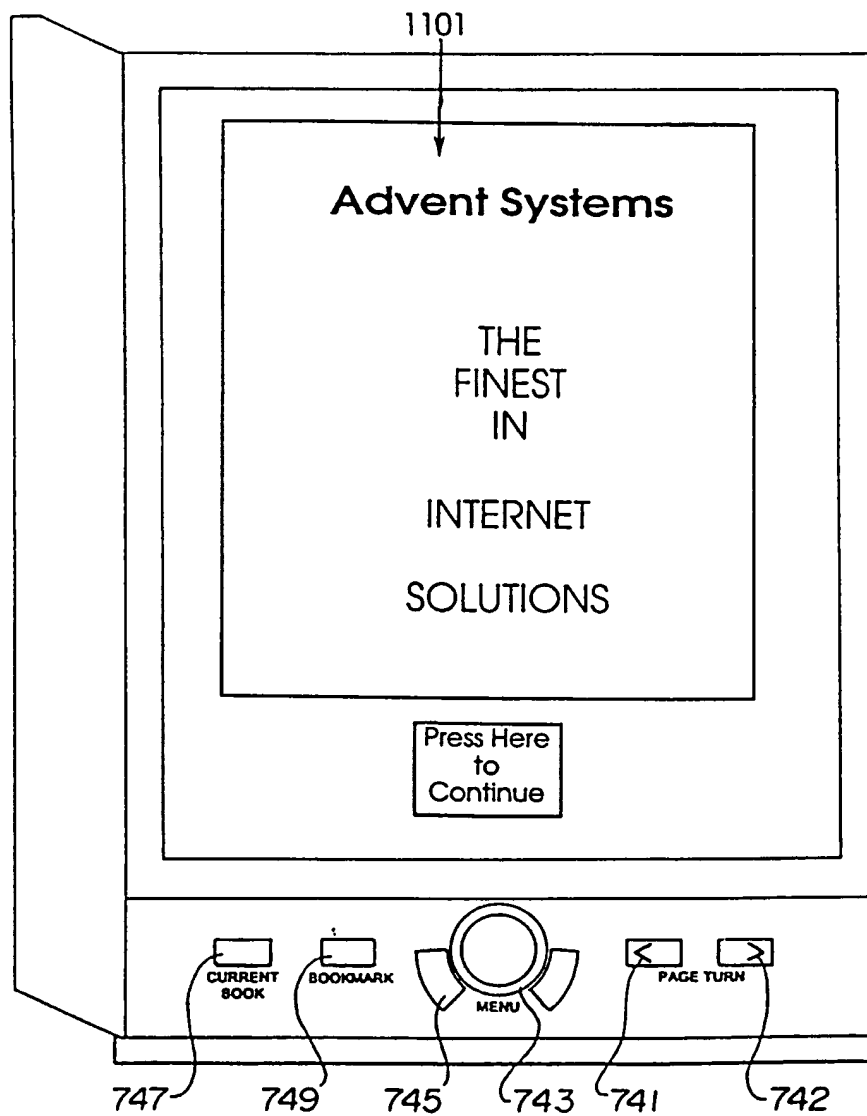 1101
Advent Systems
THE
FINEST
IN
INTERNET
SOLUTIONS
Press Here
to
Continue
CURRENT
BOOK
BOOKMARK
MENU
< >
PAGE TURN
747 749 745 743 741 742